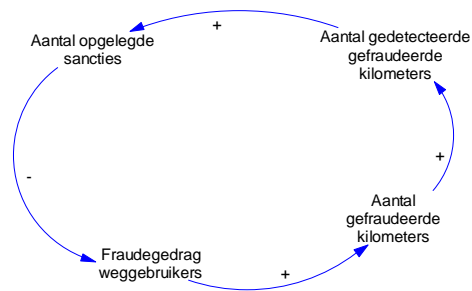 +
Aantal opgelegde
sancties
Aantal gedetecteerde
gefraudeerde
kilometers
-
+
Aantal
gefraudeerde
kilometers
Fraudegedrag
weggebruikers
+